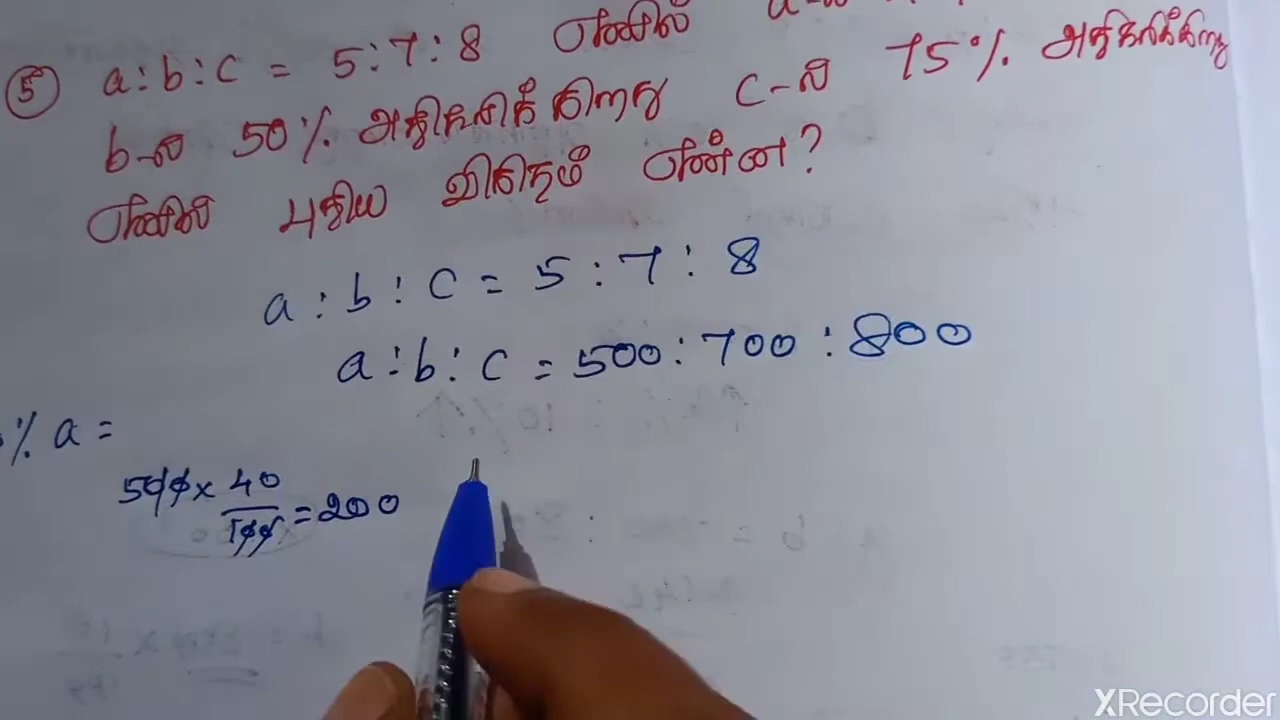 5 a : b : c = 5 : 7 : 8 எனில் a-ல்
b-ல் 50% அதிகரிக்கிறது c-ல் 75% அதிகரிக்கிறது
எனில் புதிய விகிதம் என்ன?
a : b : c = 5 : 7 : 8
a : b : c = 500 : 700 : 800
% a =
500 x 40/100 = 200
XRecorder